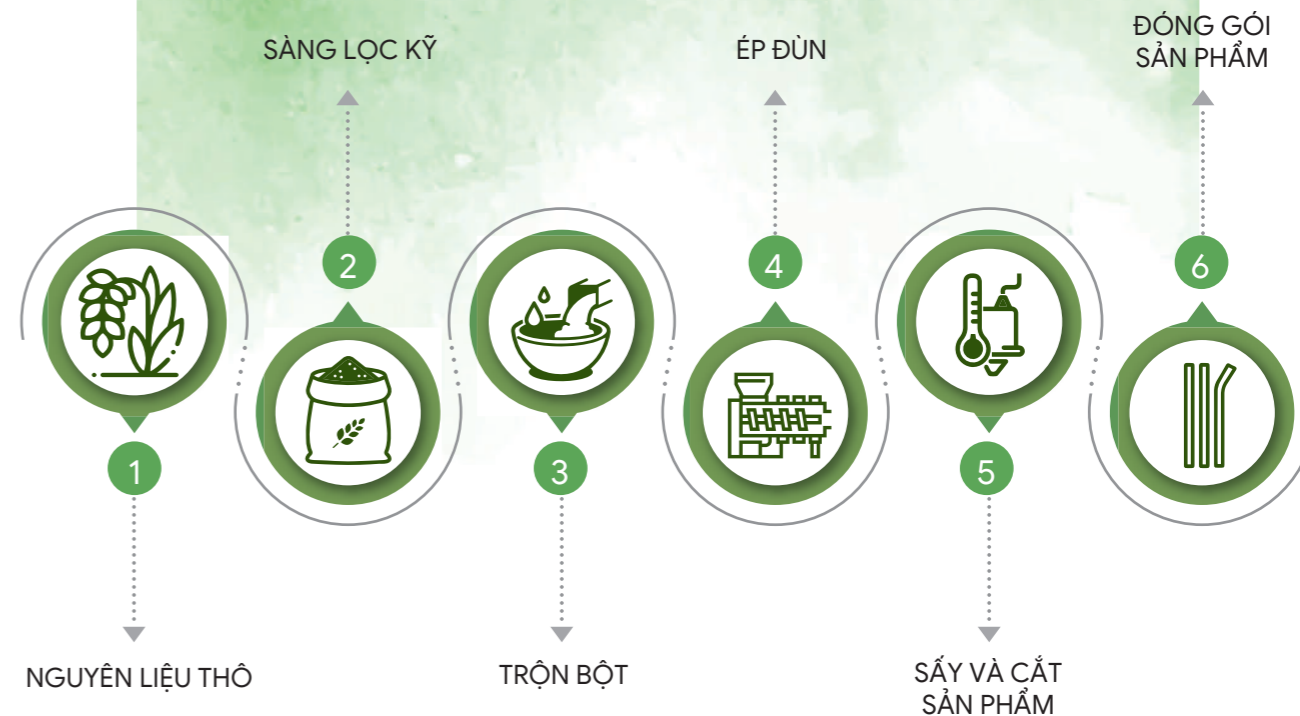 SÀNG LỌC KỸ
ÉP ĐÙN
ĐÓNG GÓI
SẢN PHẨM
2
4
6
1
3
5
NGUYÊN LIỆU THÔ
TRỘN BỘT
SẤY VÀ CẮT
SẢN PHẨM